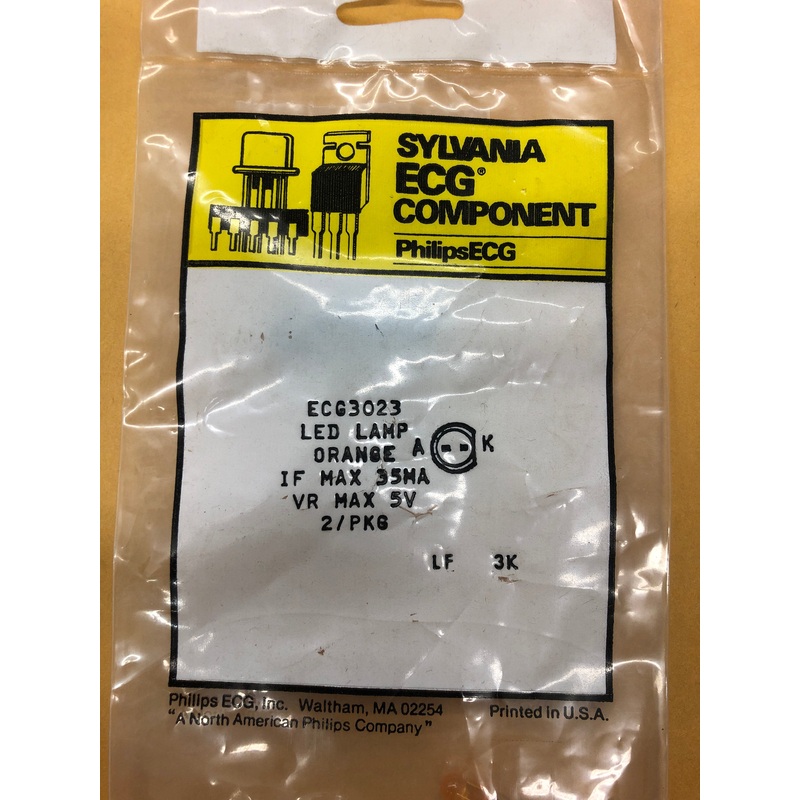 SYLVANIA
ECG®
COMPONENT
PhilipsECG
ECG3023
LED LAMP
ORANGE A K
IF MAX 35MA
VR MAX 5V
2/PKG
LF 3K
Philips ECG, Inc. Waltham, MA 02254 Printed in U.S.A.
"A North American Philips Company"